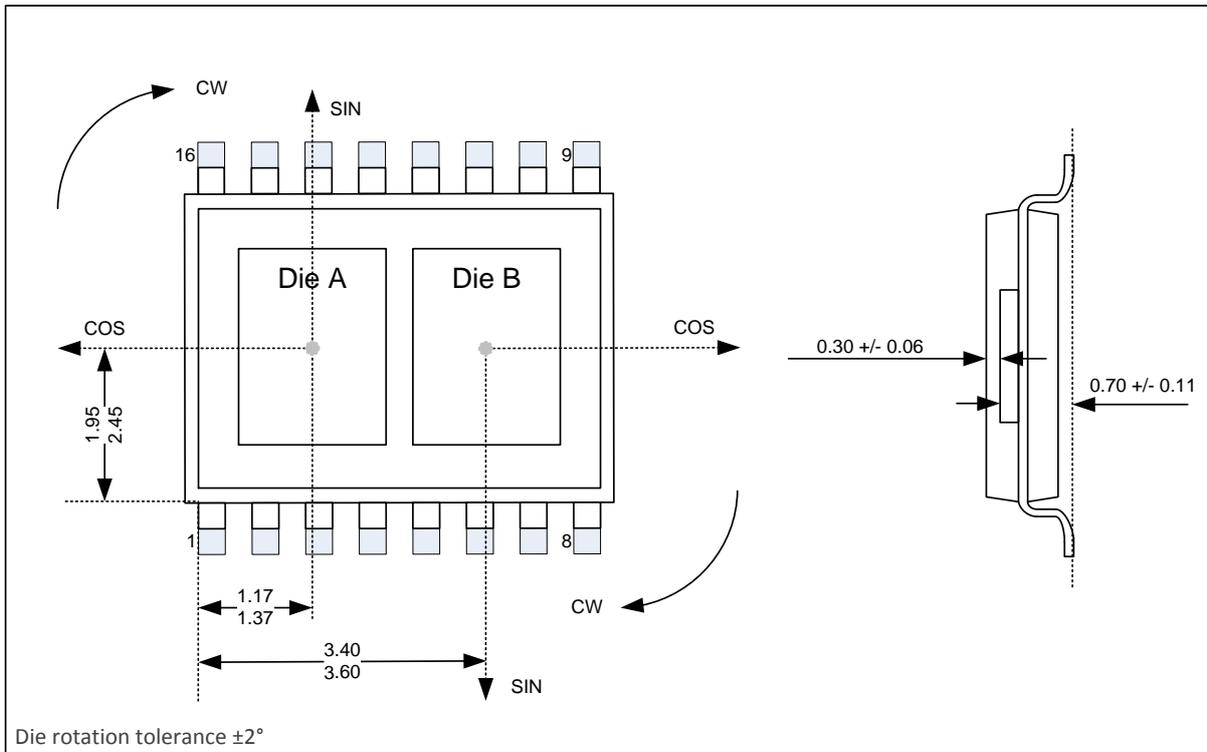 CW
SIN
16
9
Die A
Die B
COS
COS
0.30 +/- 0.06
0.70 +/- 0.11
1.95
2.45
1
8
1.17
1.37
CW
3.40
3.60
SIN
Die rotation tolerance ±2°